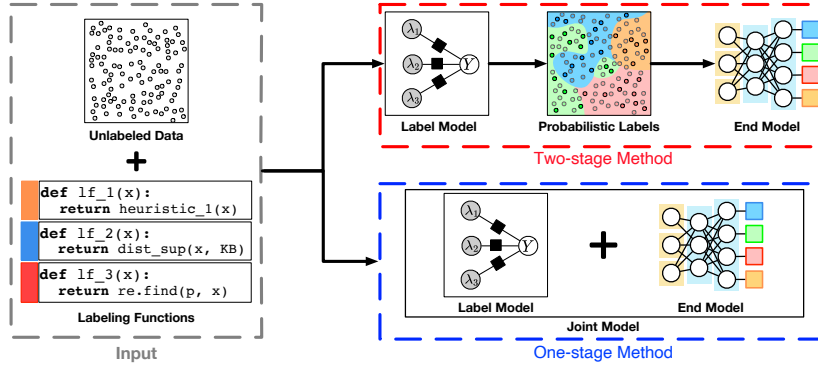 Unlabeled Data
+
def lf_1(x):
return heuristic_1(x)
def lf_2(x):
return dist_sup(x, KB)
def lf_3(x):
return re.find(p, x)
Labeling Functions
Input
λ1
λ2
λ3
Y
Label Model
Probabilistic Labels
End Model
Two-stage Method
λ1
λ2
λ3
Y
+
Label Model
End Model
Joint Model
One-stage Method